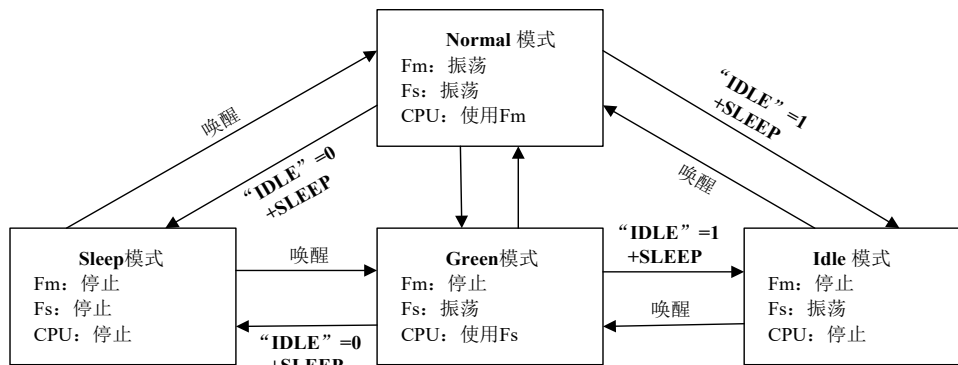 Normal 模式
Fm：振荡
Fs：振荡
CPU：使用Fm
唤醒
“IDLE”=1
+SLEEP
“IDLE”=0
+SLEEP
唤醒
Sleep模式
Fm：停止
Fs：停止
CPU：停止
唤醒
“IDLE”=0
+SLEEP
Green模式
Fm：停止
Fs：振荡
CPU：使用Fs
“IDLE”=1
+SLEEP
唤醒
Idle 模式
Fm：停止
Fs：振荡
CPU：停止